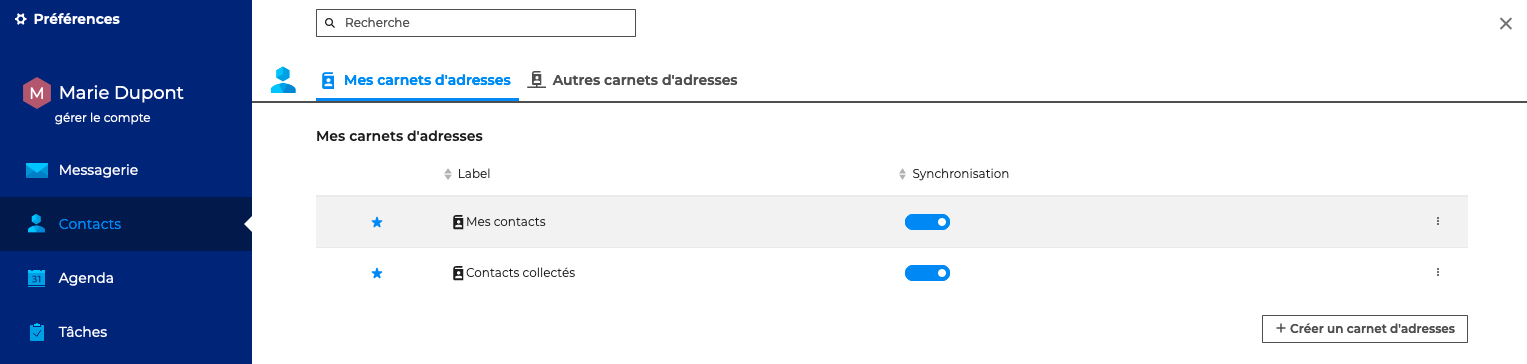 Préférences
Recherche
M
Marie Dupont
gérer le compte
Mes carnets d'adresses
Autres carnets d'adresses
Mes carnets d'adresses
Messagerie
Label
Synchronisation
Contacts
Mes contacts
Agenda
31
Contacts collectés
Tâches
+ Créer un carnet d'adresses